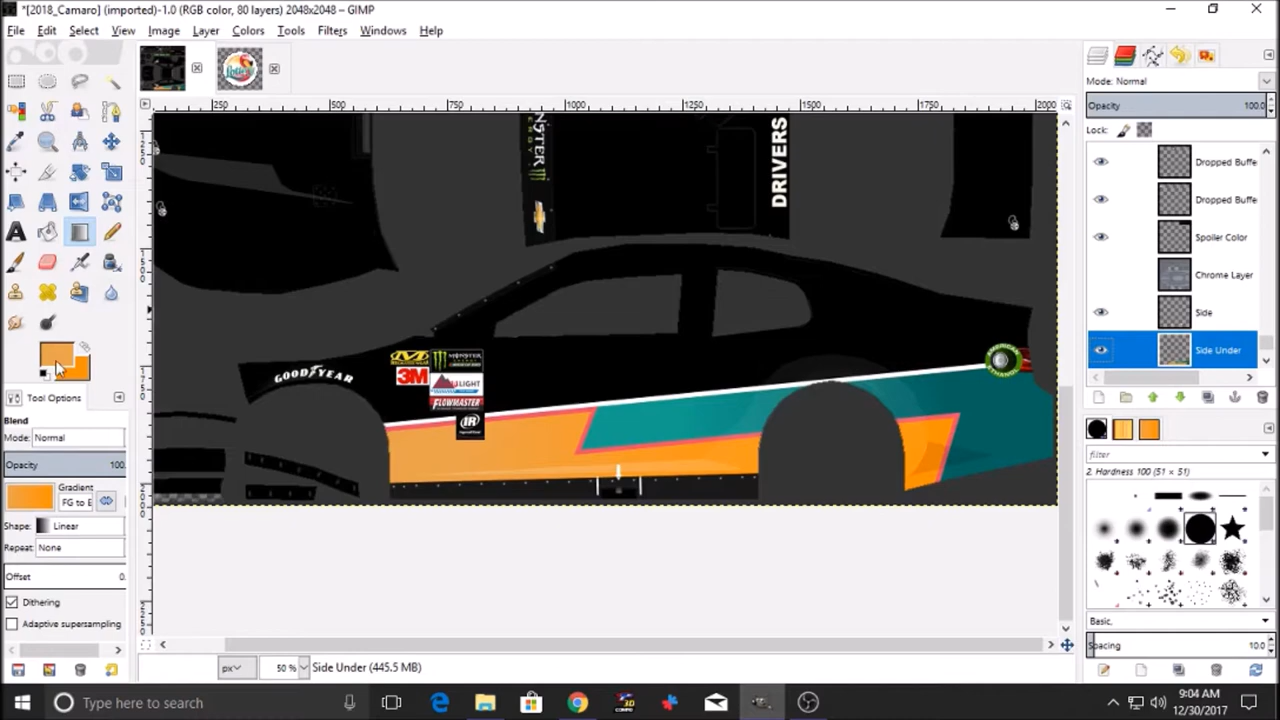 *[2018_Camaro] (imported)-1.0 (RGB color, 80 layers) 2048x2048 – GIMP
File Edit Select View Image Layer Colors Tools Filters Windows Help
Mode: Normal
Opacity 100.0
Lock:
250 500 750 1000 1250 1500 1750 2000
MONSTER
DRIVERS
Dropped Buffe
Dropped Buffe
Spoiler Color
Chrome Layer
Side
Side Under
GOODYEAR
3M
MONSTER
FLOWMASTER
IR
AMERICAN
ETHANOL
Tool Options
Blend
Mode: Normal
Opacity 100.
Gradient
FG to E
Shape: Linear
Repeat: None
Offset 0.
Dithering
Adaptive supersampling
filter
2. Hardness 100 (51 × 51)
Basic,
Spacing 10.0
px 50 % Side Under (445.5 MB)
Type here to search
9:04 AM
12/30/2017